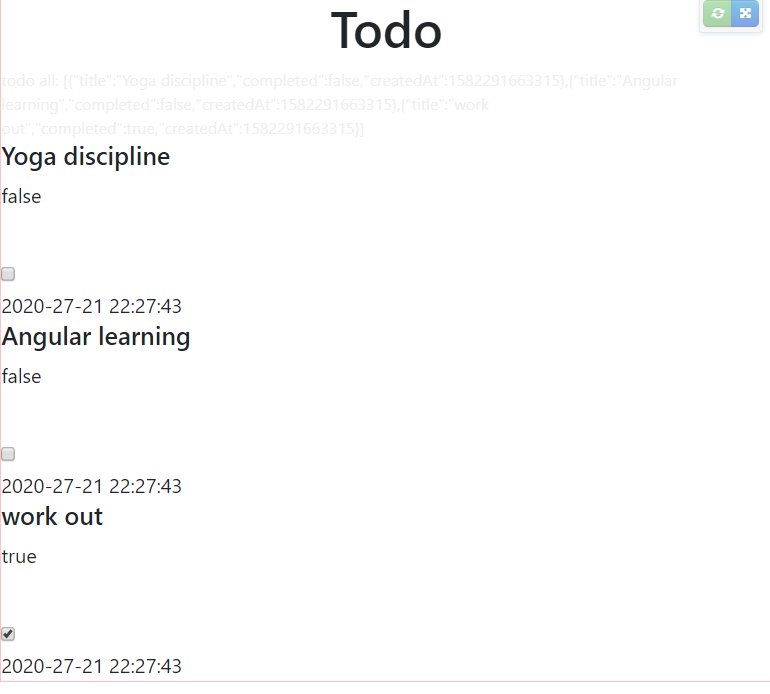 Todo
todo all: [{"title":"Yoga discipline","completed":false,"createdAt":1582291663315},{"title":"Angular
learning","completed":false,"createdAt":1582291663315},{"title":"work
out","completed":true,"createdAt":1582291663315}]
Yoga discipline
false
2020-27-21 22:27:43
Angular learning
false
2020-27-21 22:27:43
work out
true
2020-27-21 22:27:43